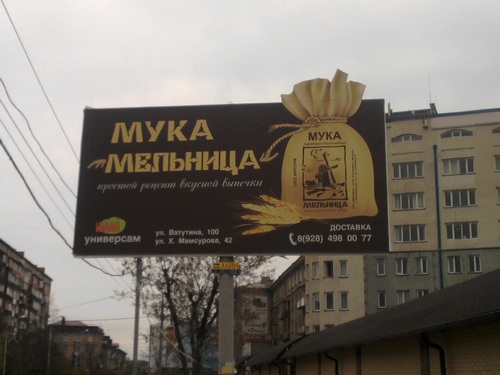 МУКА
МЕЛЬНИЦА
простой рецепт вкусной выпечки
универсам
ул. Ватутина, 100
ул. Х. Мамсурова, 42
МУКА
МЕЛЬНИЦА
ДОСТАВКА
8(928) 498 00 77